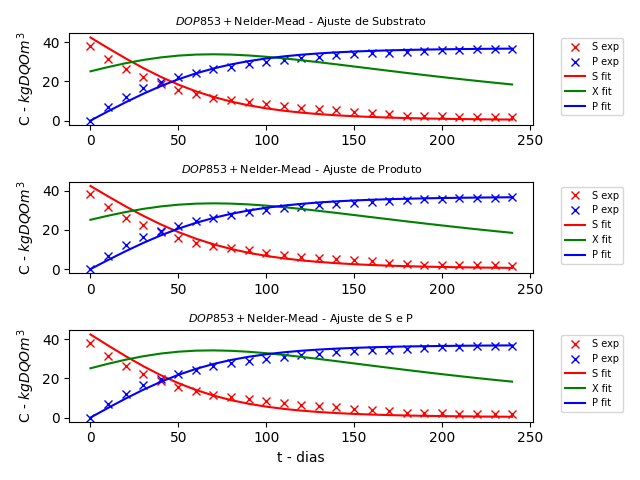 DOP853 + Nelder-Mead - Ajuste de Substrato
40
20
0
C - kgDQOm³
0 50 100 150 200 250
S exp
P exp
S fit
X fit
P fit
DOP853 + Nelder-Mead - Ajuste de Produto
40
20
0
C - kgDQOm³
0 50 100 150 200 250
S exp
P exp
S fit
X fit
P fit
DOP853 + Nelder-Mead - Ajuste de S e P
40
20
0
C - kgDQOm³
0 50 100 150 200 250
S exp
P exp
S fit
X fit
P fit
t - dias